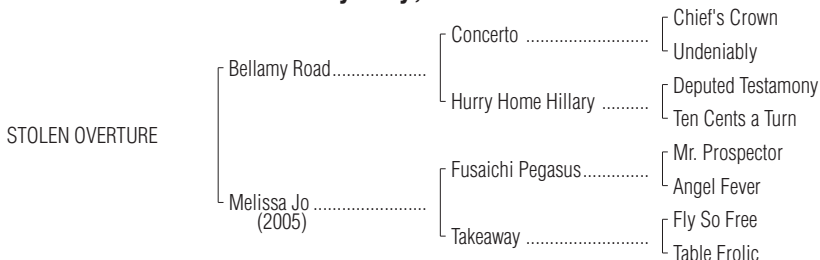 Concerto ..............................
Chief's Crown
Undeniably
Bellamy Road.......................
Hurry Home Hillary ...........
Deputed Testamony
Ten Cents a Turn
STOLEN OVERTURE
Fusaichi Pegasus...............
Mr. Prospector
Angel Fever
Melissa Jo ...........................
(2005)
Takeaway .............................
Fly So Free
Table Frolic